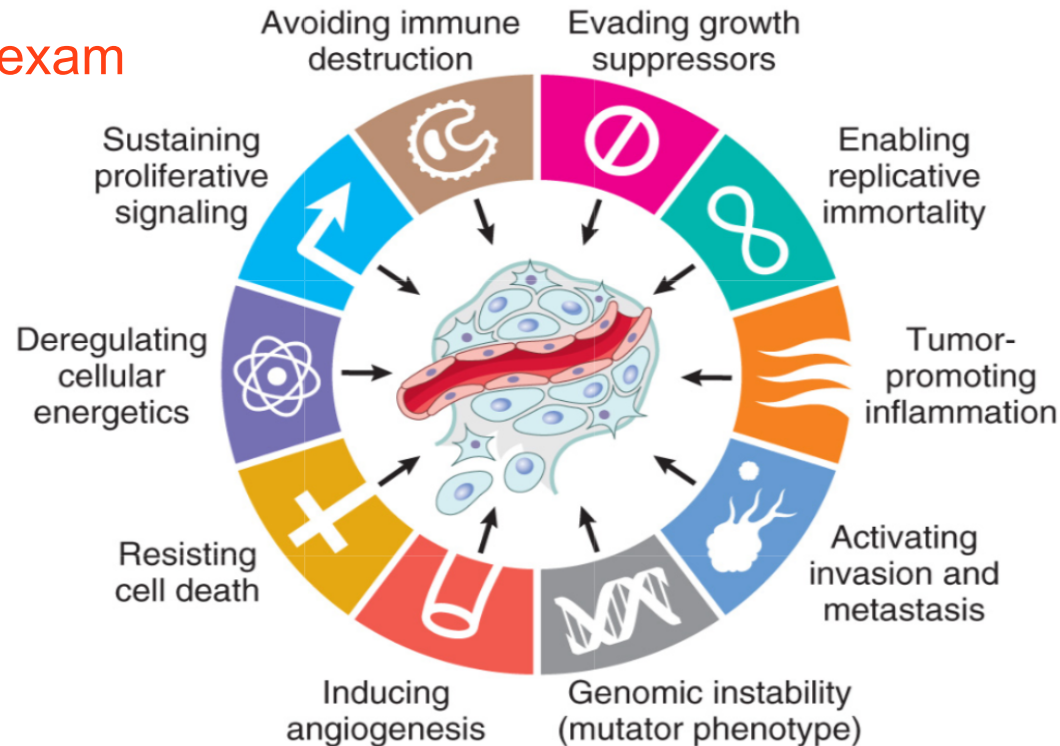 exam
Avoiding immune
destruction
Evading growth
suppressors
Sustaining
proliferative
signaling
Enabling
replicative
immortality
Deregulating
cellular
energetics
Tumor-
promoting
inflammation
Resisting
cell death
Activating
invasion and
metastasis
Inducing
angiogenesis
Genomic instability
(mutator phenotype)